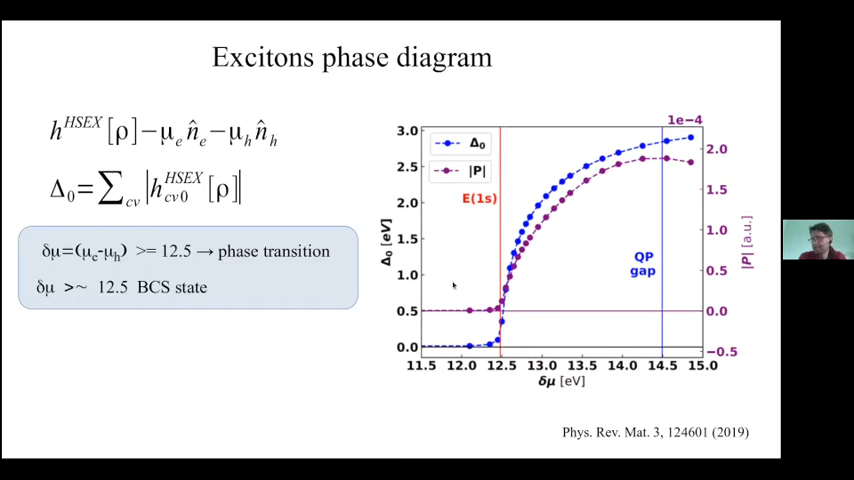 Excitons phase diagram
h^HSEX [ρ]−μ_e n̂_e−μ_h n̂_h
Δ_0=∑_cv |h_cv0^HSEX [ρ]|
δμ=(μ_e-μ_h) >= 12.5 → phase transition
δμ >~ 12.5 BCS state
1e−4
Δ_0
|P|
E(1s)
QP
gap
3.0
2.5
2.0
1.5
1.0
0.5
0.0
Δ_0 [eV]
2.0
1.5
1.0
0.5
0.0
−0.5
|P| [a.u.]
11.5 12.0 12.5 13.0 13.5 14.0 14.5 15.0
δμ [eV]
Phys. Rev. Mat. 3, 124601 (2019)